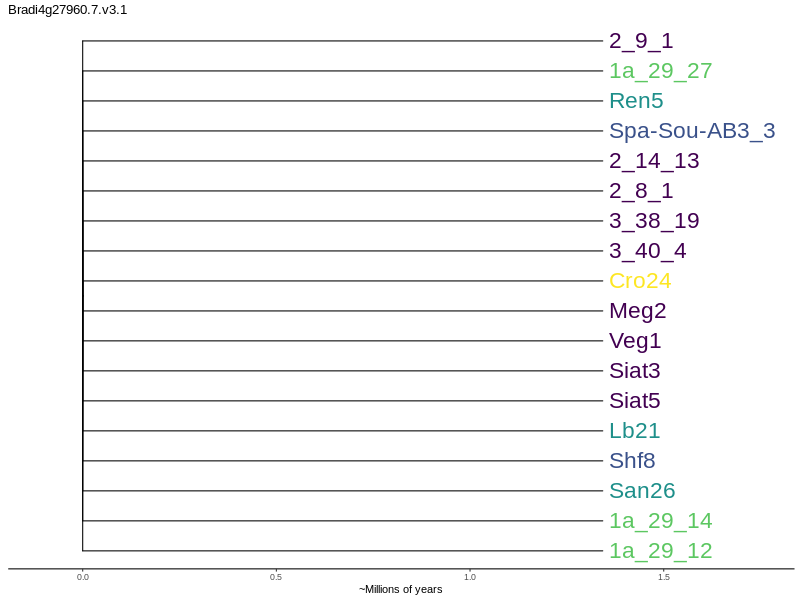 Bradi4g27960.7.v3.1
2_9_1
1a_29_27
Ren5
Spa-Sou-AB3_3
2_14_13
2_8_1
3_38_19
3_40_4
Cro24
Meg2
Veg1
Siat3
Siat5
Lb21
Shf8
San26
1a_29_14
1a_29_12
0.0 0.5 1.0 1.5
~Millions of years